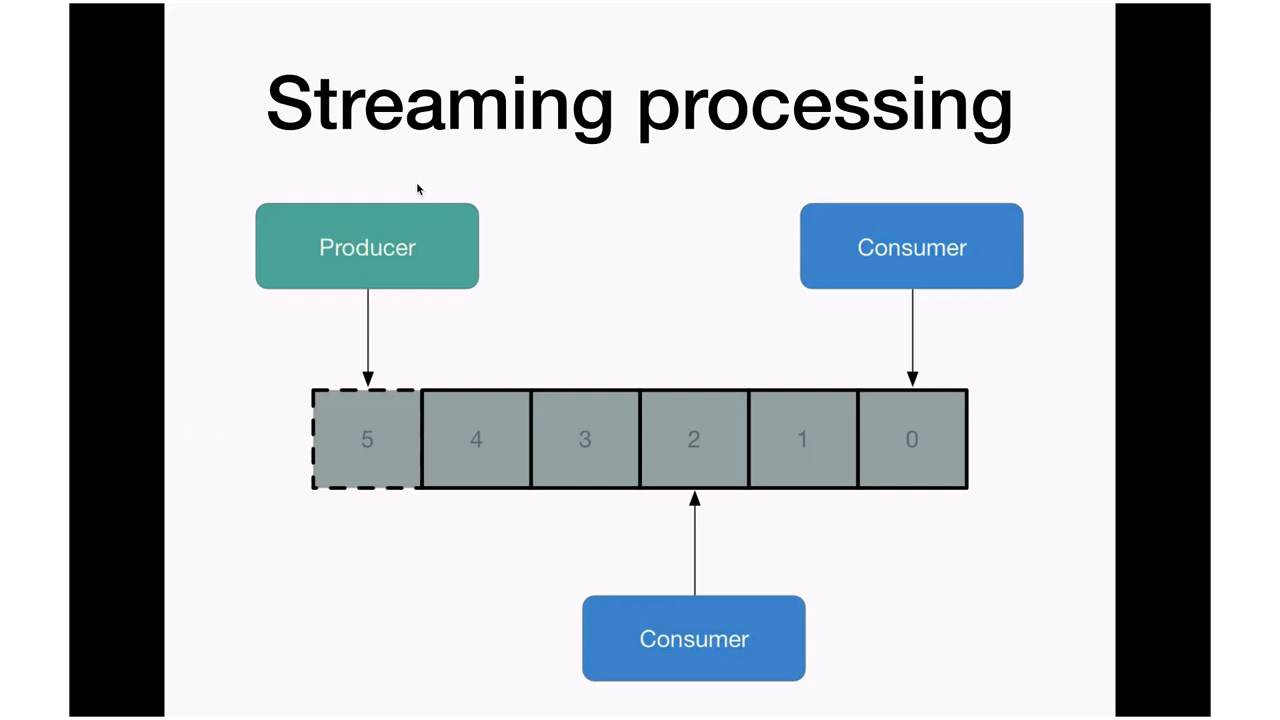 Streaming processing
Producer
Consumer
5 4 3 2 1 0
Consumer